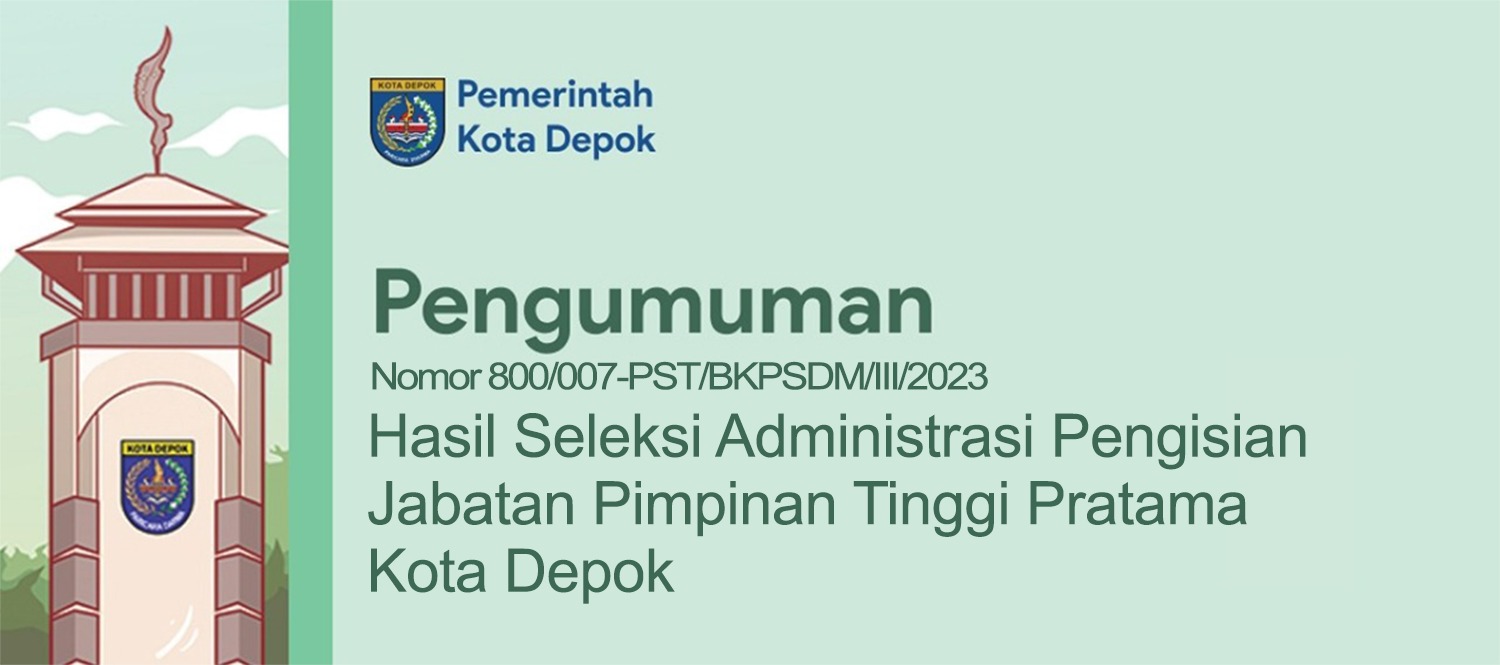 KOTA DEPOK
Pemerintah
Kota Depok
Pengumuman
Nomor 800/007-PST/BKPSDM/III/2023
Hasil Seleksi Administrasi Pengisian
Jabatan Pimpinan Tinggi Pratama
Kota Depok
KOTA DEPOK